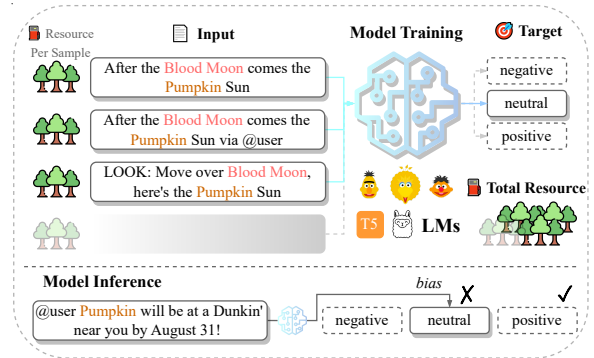 Resource
Per Sample
Input
Model Training
Target
After the Blood Moon comes the
Pumpkin Sun
After the Blood Moon comes the
Pumpkin Sun via @user
LOOK: Move over Blood Moon,
here's the Pumpkin Sun
negative
neutral
positive
T5
LMs
Total Resource
Model Inference
@user Pumpkin will be at a Dunkin'
near you by August 31!
bias
negative
neutral
positive